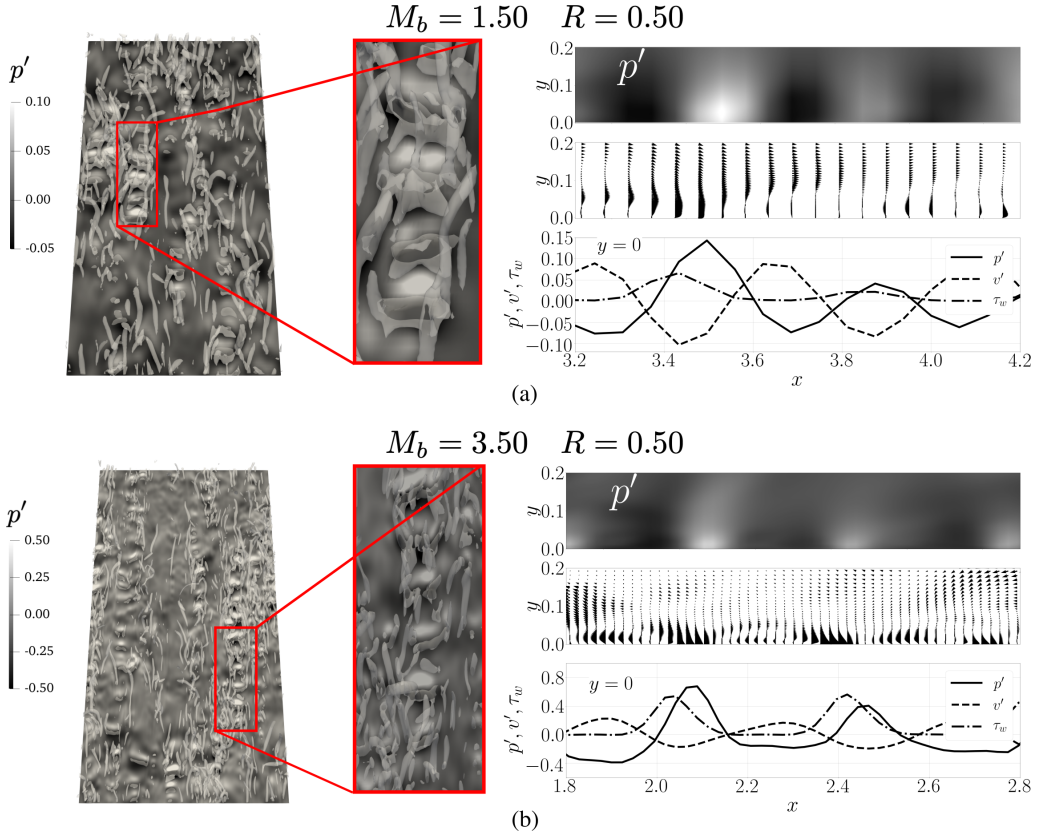 M_b = 1.50 R = 0.50
p′
0.10
0.05
0.00
-0.05
p′
y
0.2
0.1
0.0
y
0.2
0.0
y = 0
p′, v′, τ_w
0.15
0.10
0.05
0.00
−0.05
−0.10
p′
v′
τ_w
3.2 3.4 3.6 3.8 4.0 4.2
x
(a)
M_b = 3.50 R = 0.50
p′
0.50
0.25
0.00
-0.25
-0.50
p′
y
0.2
0.1
0.0
y
0.2
0.1
0.0
y = 0
p′, v′, τ_w
0.8
0.4
0.0
−0.4
p′
v′
τ_w
1.8 2.0 2.2 2.4 2.6 2.8
x
(b)